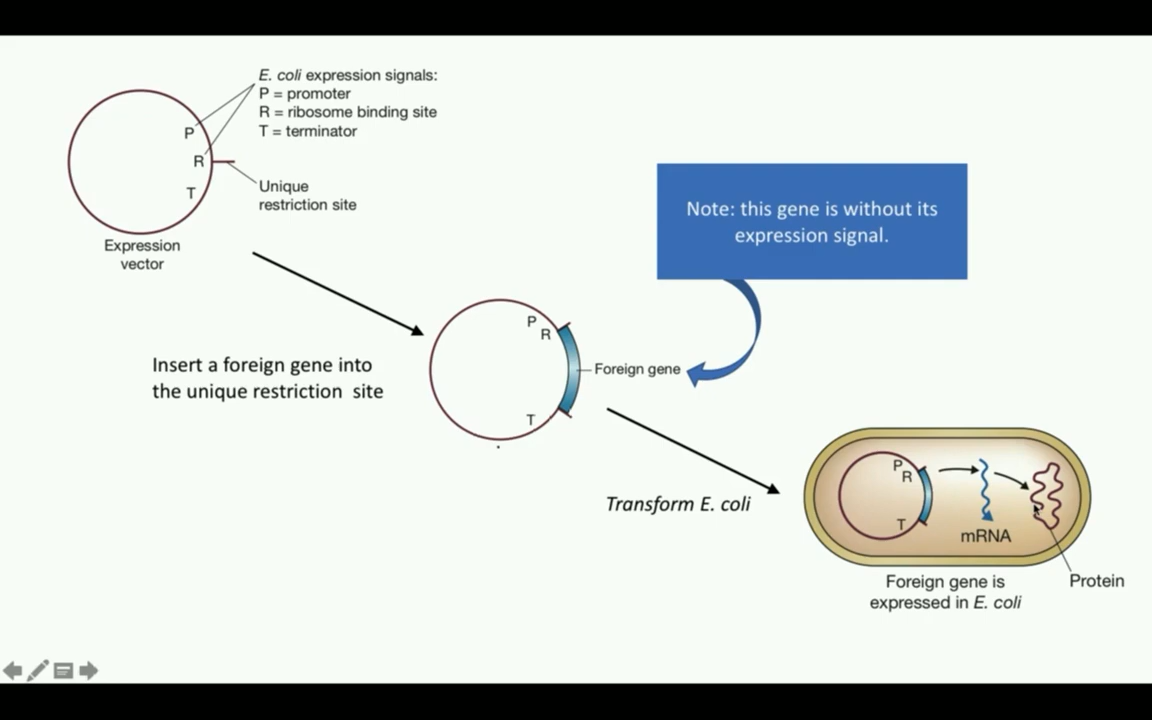 E. coli expression signals:
P = promoter
R = ribosome binding site
T = terminator
P
R
T
Unique
restriction site
Expression
vector
Note: this gene is without its
expression signal.
Insert a foreign gene into
the unique restriction site
P
R
Foreign gene
T
Transform E. coli
P
R
T
mRNA
Protein
Foreign gene is
expressed in E. coli